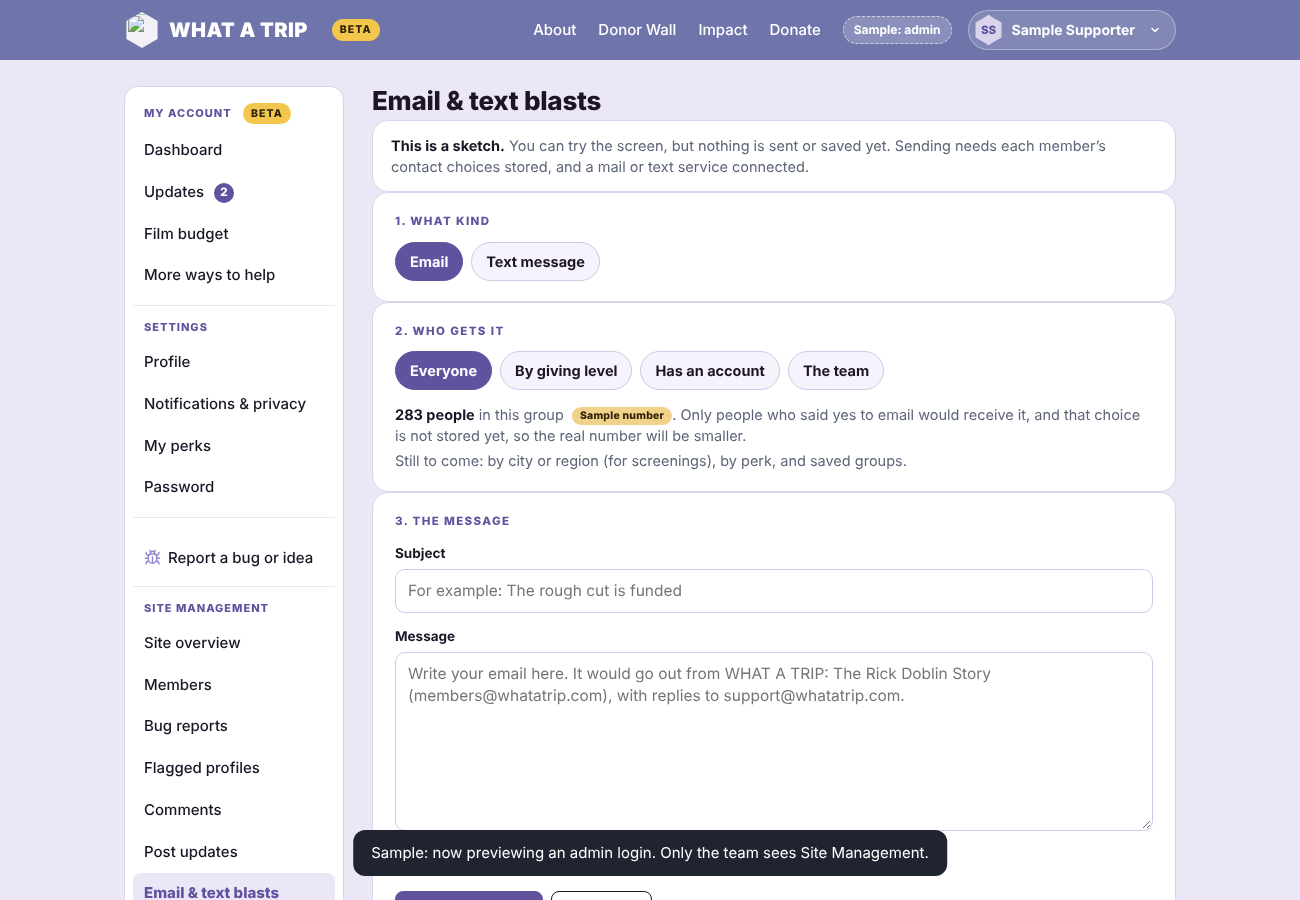 WHAT A TRIP BETA About Donor Wall Impact Donate Sample: admin SS Sample Supporter
MY ACCOUNT BETA
Dashboard
Updates 2
Film budget
More ways to help
SETTINGS
Profile
Notifications & privacy
My perks
Password
Report a bug or idea
SITE MANAGEMENT
Site overview
Members
Bug reports
Flagged profiles
Comments
Post updates
Email & text blasts
Email & text blasts
This is a sketch. You can try the screen, but nothing is sent or saved yet. Sending needs each member’s
contact choices stored, and a mail or text service connected.
1. WHAT KIND
Email Text message
2. WHO GETS IT
Everyone By giving level Has an account The team
283 people in this group Sample number. Only people who said yes to email would receive it, and that choice
is not stored yet, so the real number will be smaller.
Still to come: by city or region (for screenings), by perk, and saved groups.
3. THE MESSAGE
Subject
For example: The rough cut is funded
Message
Write your email here. It would go out from WHAT A TRIP: The Rick Doblin Story
(members@whatatrip.com), with replies to support@whatatrip.com.
Sample: now previewing an admin login. Only the team sees Site Management.